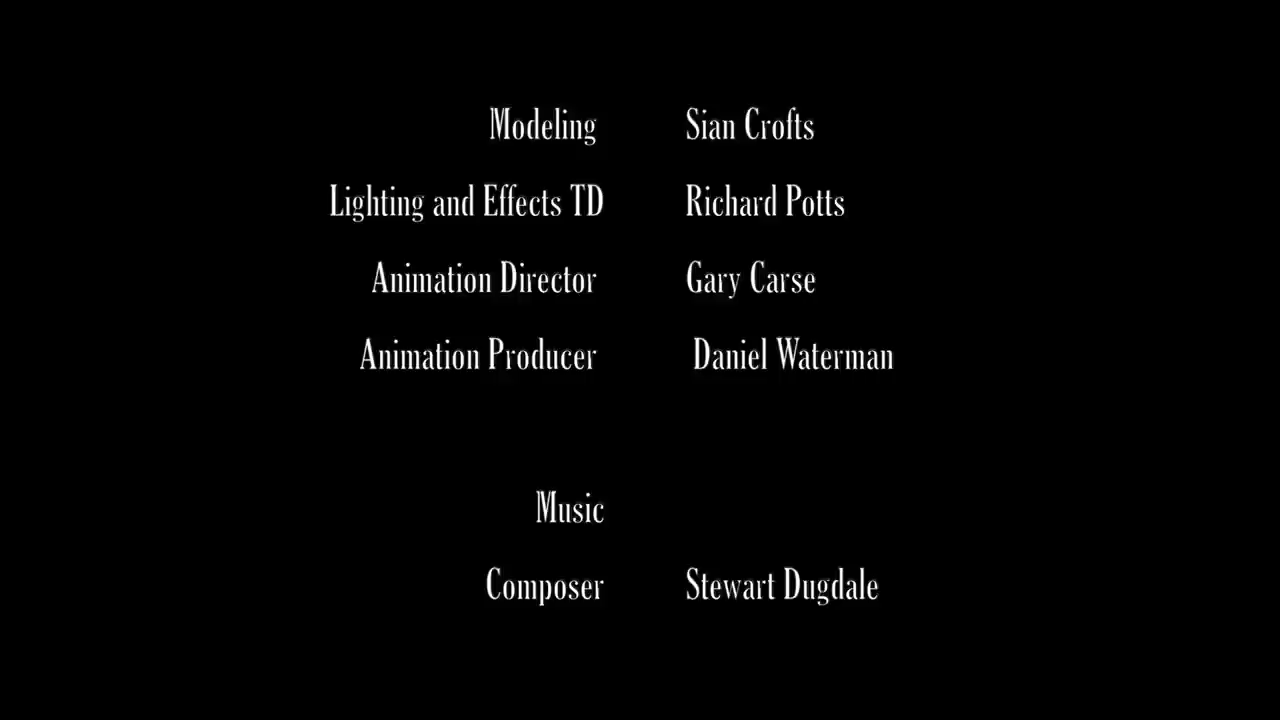 Modeling Sian Crofts
Lighting and Effects TD Richard Potts
Animation Director Gary Carse
Animation Producer Daniel Waterman
Music
Composer Stewart Dugdale